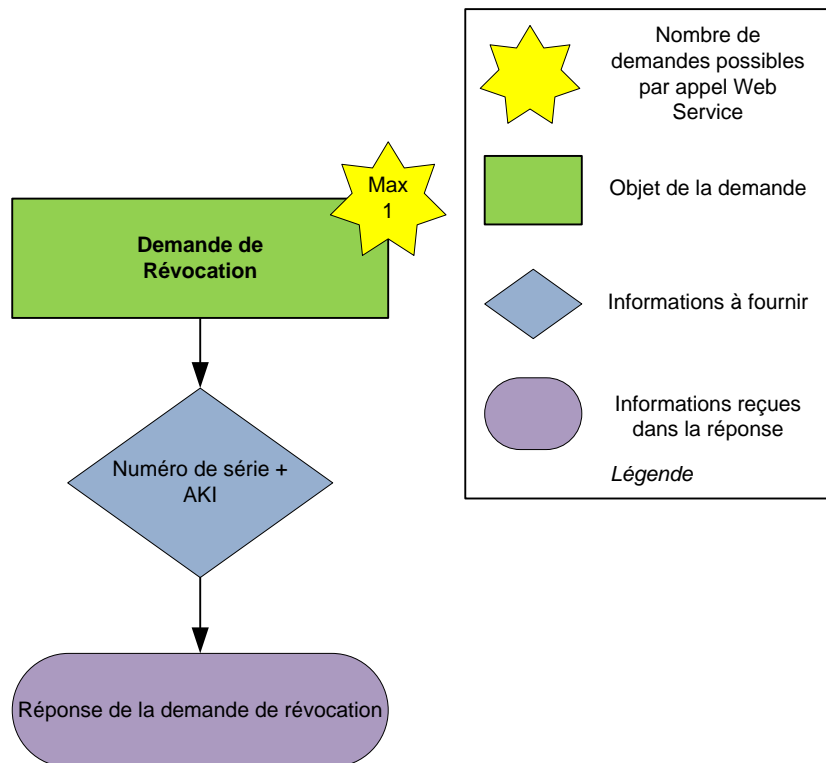 Max
1
Demande de
Révocation
Numéro de série +
AKI
Réponse de la demande de révocation
Nombre de
demandes possibles
par appel Web
Service
Objet de la demande
Informations à fournir
Informations reçues
dans la réponse
Légende